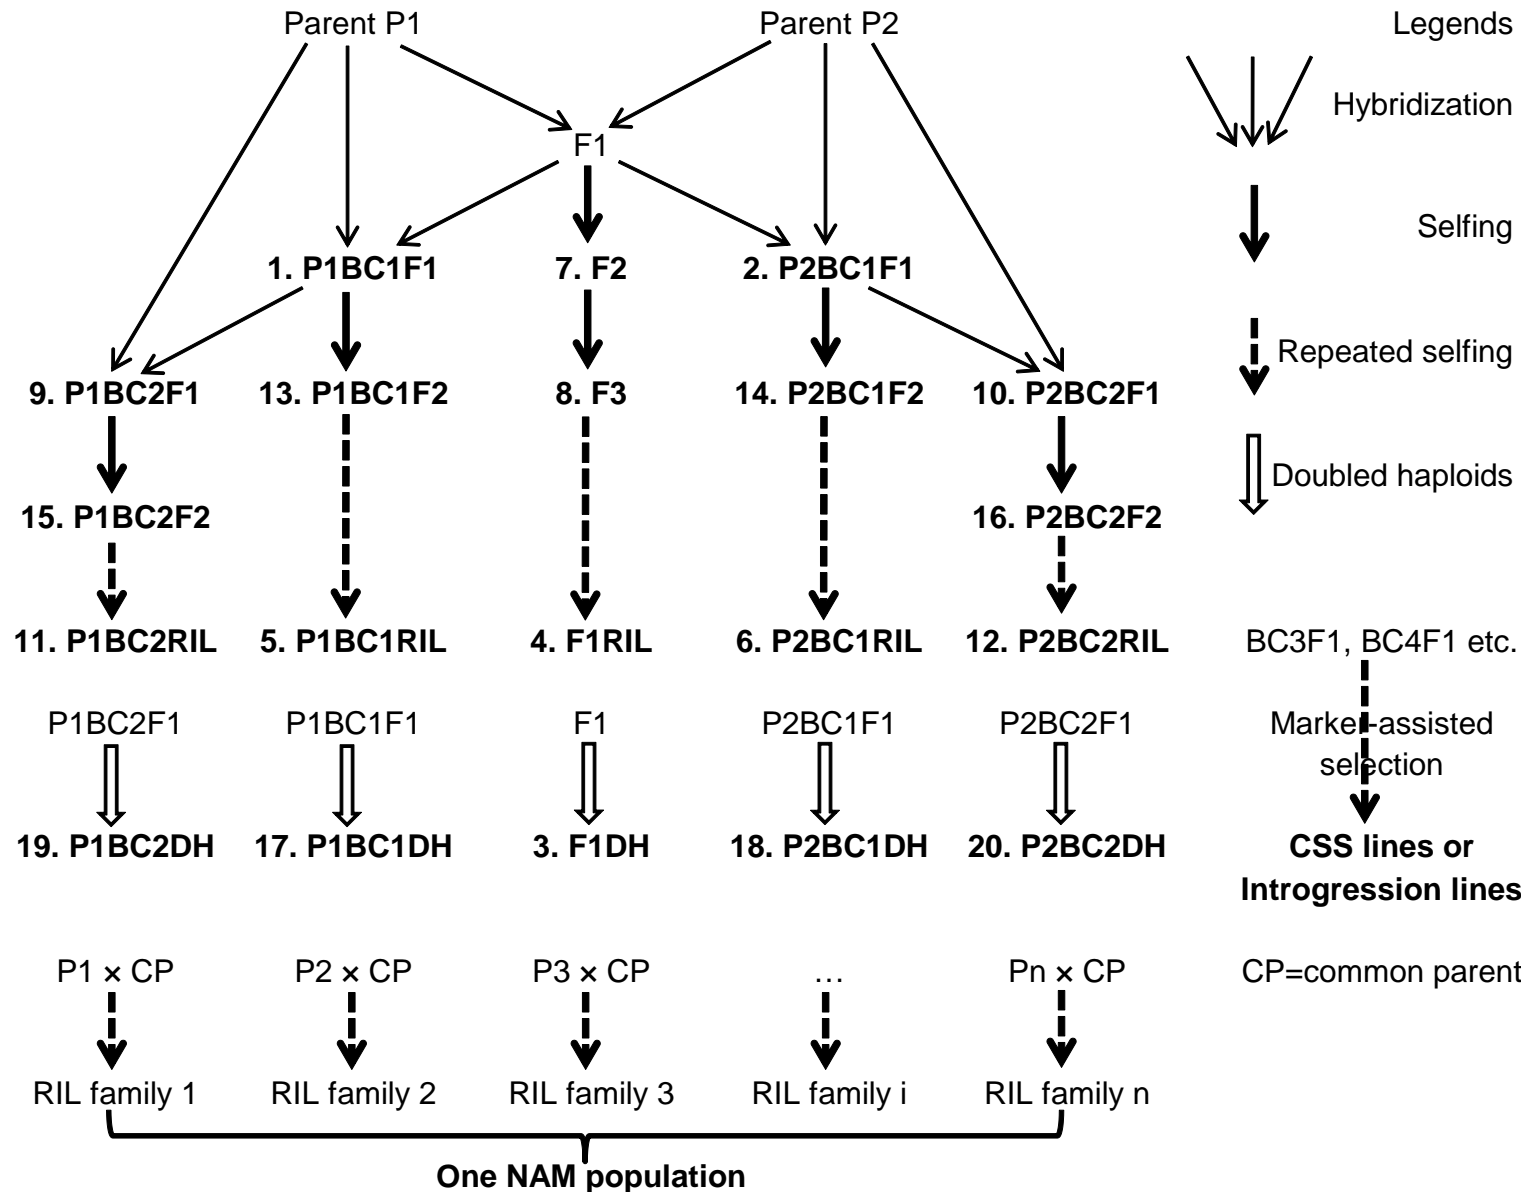 Parent P1 Parent P2 Legends
Hybridization
F1
Selfing
1. P1BC1F1 7. F2 2. P2BC1F1
Repeated selfing
9. P1BC2F1 13. P1BC1F2 8. F3 14. P2BC1F2 10. P2BC2F1
Doubled haploids
15. P1BC2F2 16. P2BC2F2
11. P1BC2RIL 5. P1BC1RIL 4. F1RIL 6. P2BC1RIL 12. P2BC2RIL BC3F1, BC4F1 etc.
P1BC2F1 P1BC1F1 F1 P2BC1F1 P2BC2F1 Marker-assisted
selection
19. P1BC2DH 17. P1BC1DH 3. F1DH 18. P2BC1DH 20. P2BC2DH CSS lines or
Introgression lines
P1 × CP P2 × CP P3 × CP … Pn × CP CP=common parent
RIL family 1 RIL family 2 RIL family 3 RIL family i RIL family n
One NAM population